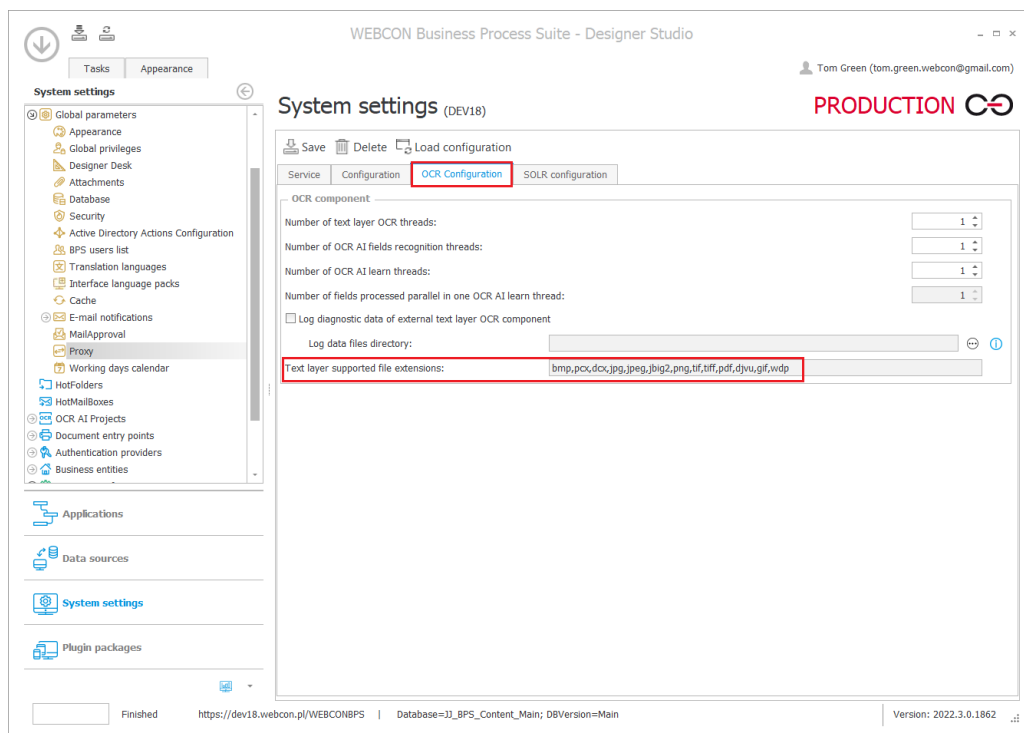 WEBCON Business Process Suite - Designer Studio
Tasks Appearance
Tom Green (tom.green.webcon@gmail.com)
System settings
Global parameters
Appearance
Global privileges
Designer Desk
Attachments
Database
Security
Active Directory Actions Configuration
BPS users list
Translation languages
Interface language packs
Cache
E-mail notifications
MailApproval
Proxy
Working days calendar
HotFolders
HotMailBoxes
OCR AI Projects
Document entry points
Authentication providers
Business entities
Applications
Data sources
System settings
Plugin packages
System settings (DEV18)
PRODUCTION
Save Delete Load configuration
Service Configuration OCR Configuration SOLR configuration
OCR component
Number of text layer OCR threads: 1
Number of OCR AI fields recognition threads: 1
Number of OCR AI learn threads: 1
Number of fields processed parallel in one OCR AI learn thread: 1
Log diagnostic data of external text layer OCR component
Log data files directory:
Text layer supported file extensions: bmp,pcx,dcx,jpg,jpeg,jbig2,png,tif,tiff,pdf,djvu,gif,wdp
Finished https://dev18.webcon.pl/WEBCONBPS | Database=JJ_BPS_Content_Main; DBVersion=Main Version: 2022.3.0.1862